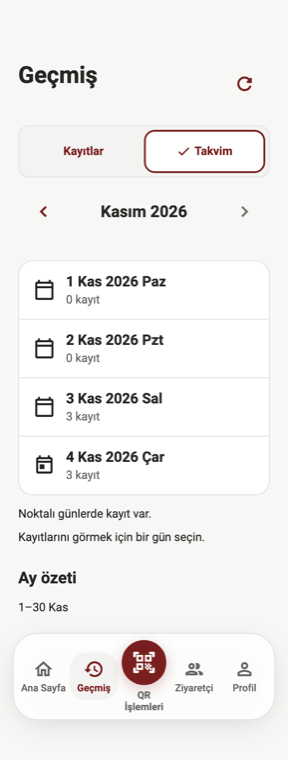 Geçmiş
Kayıtlar
Takvim
Kasım 2026
1 Kas 2026 Paz
0 kayıt
2 Kas 2026 Pzt
0 kayıt
3 Kas 2026 Sal
3 kayıt
4 Kas 2026 Çar
3 kayıt
Noktalı günlerde kayıt var.
Kayıtlarını görmek için bir gün seçin.
Ay özeti
1–30 Kas
Ana Sayfa
Geçmiş
QR
İşlemleri
Ziyaretçi
Profil